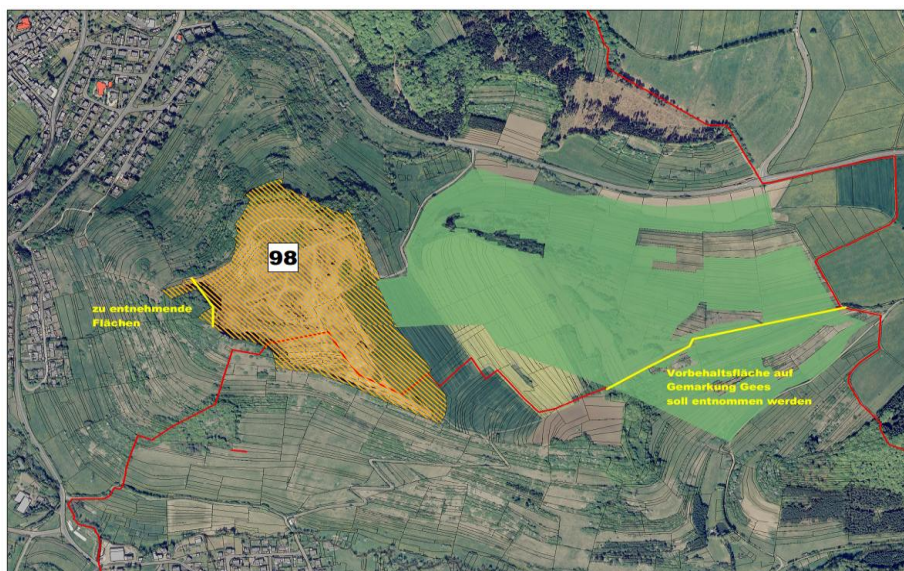 98
zu entnehmende
Flächen
Vorbehaltsfläche auf
Gemarkung Gees
soll entnommen werden